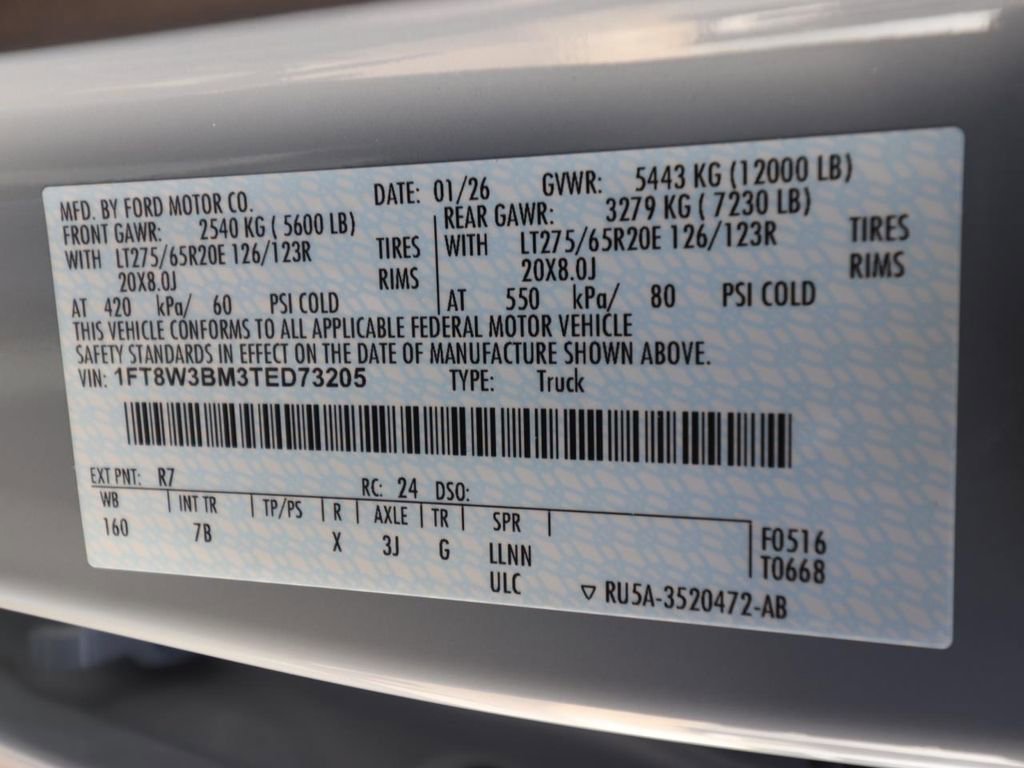 MFD. BY FORD MOTOR CO. DATE: 01/26 GVWR: 5443 KG (12000 LB)
FRONT GAWR: 2540 KG ( 5600 LB) REAR GAWR: 3279 KG ( 7230 LB)
WITH LT275/65R20E 126/123R TIRES WITH LT275/65R20E 126/123R TIRES
20X8.0J RIMS 20X8.0J RIMS
AT 420 kPa/ 60 PSI COLD AT 550 kPa/ 80 PSI COLD
THIS VEHICLE CONFORMS TO ALL APPLICABLE FEDERAL MOTOR VEHICLE
SAFETY STANDARDS IN EFFECT ON THE DATE OF MANUFACTURE SHOWN ABOVE.
VIN: 1FT8W3BM3TED73205 TYPE: Truck
EXT PNT: R7 RC: 24 DSO:
WB INT TR TP/PS R AXLE TR SPR
160 7B X 3J G LLNN F0516
ULC T0668
▽ RU5A-3520472-AB